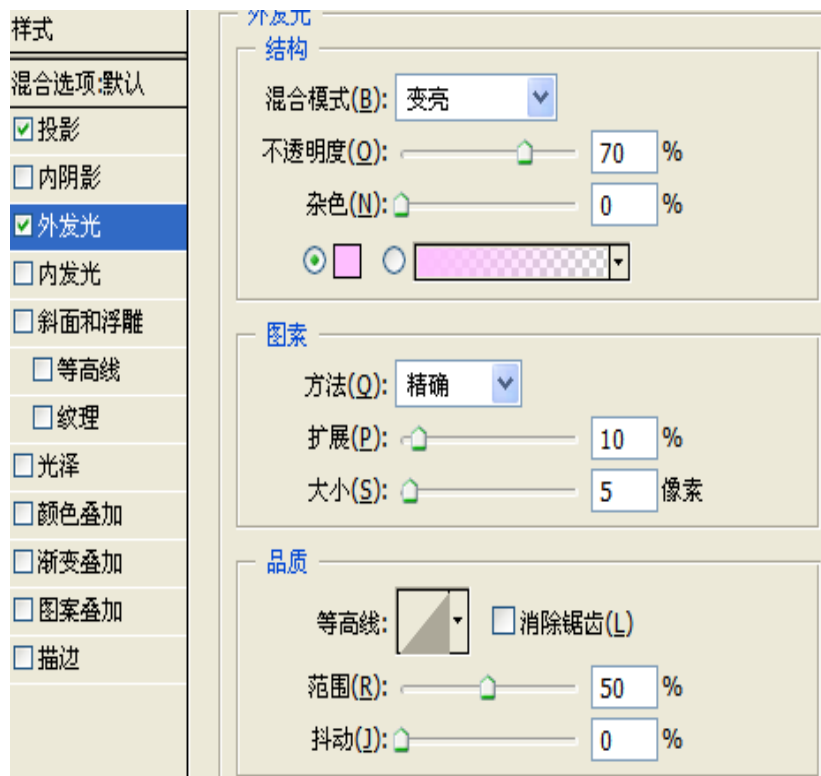 样式
混合选项:默认
投影
内阴影
外发光
内发光
斜面和浮雕
等高线
纹理
光泽
颜色叠加
渐变叠加
图案叠加
描边
外发光
结构
混合模式(B): 变亮
不透明度(O): 70 %
杂色(N): 0 %
图素
方法(Q): 精确
扩展(P): 10 %
大小(S): 5 像素
品质
等高线: 消除锯齿(L)
范围(R): 50 %
抖动(J): 0 %